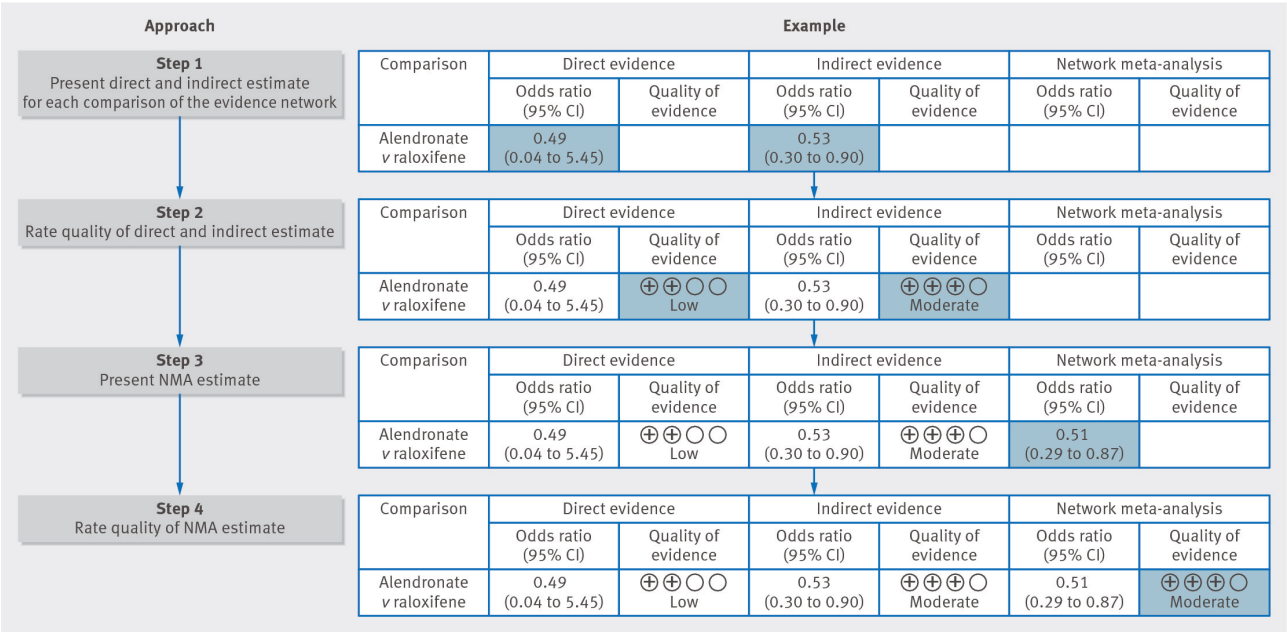 Approach
Example
Step 1
Present direct and indirect estimate
for each comparison of the evidence network
Comparison
Direct evidence
Indirect evidence
Network meta-analysis
Odds ratio
(95% CI)
Quality of
evidence
Odds ratio
(95% CI)
Quality of
evidence
Odds ratio
(95% CI)
Quality of
evidence
Alendronate
v raloxifene
0.49
(0.04 to 5.45)
0.53
(0.30 to 0.90)
Step 2
Rate quality of direct and indirect estimate
Comparison
Direct evidence
Indirect evidence
Network meta-analysis
Odds ratio
(95% CI)
Quality of
evidence
Odds ratio
(95% CI)
Quality of
evidence
Odds ratio
(95% CI)
Quality of
evidence
Alendronate
v raloxifene
0.49
(0.04 to 5.45)
⊕⊕○○
Low
0.53
(0.30 to 0.90)
⊕⊕⊕○
Moderate
Step 3
Present NMA estimate
Comparison
Direct evidence
Indirect evidence
Network meta-analysis
Odds ratio
(95% CI)
Quality of
evidence
Odds ratio
(95% CI)
Quality of
evidence
Odds ratio
(95% CI)
Quality of
evidence
Alendronate
v raloxifene
0.49
(0.04 to 5.45)
⊕⊕○○
Low
0.53
(0.30 to 0.90)
⊕⊕⊕○
Moderate
0.51
(0.29 to 0.87)
Step 4
Rate quality of NMA estimate
Comparison
Direct evidence
Indirect evidence
Network meta-analysis
Odds ratio
(95% CI)
Quality of
evidence
Odds ratio
(95% CI)
Quality of
evidence
Odds ratio
(95% CI)
Quality of
evidence
Alendronate
v raloxifene
0.49
(0.04 to 5.45)
⊕⊕○○
Low
0.53
(0.30 to 0.90)
⊕⊕⊕○
Moderate
0.51
(0.29 to 0.87)
⊕⊕⊕○
Moderate